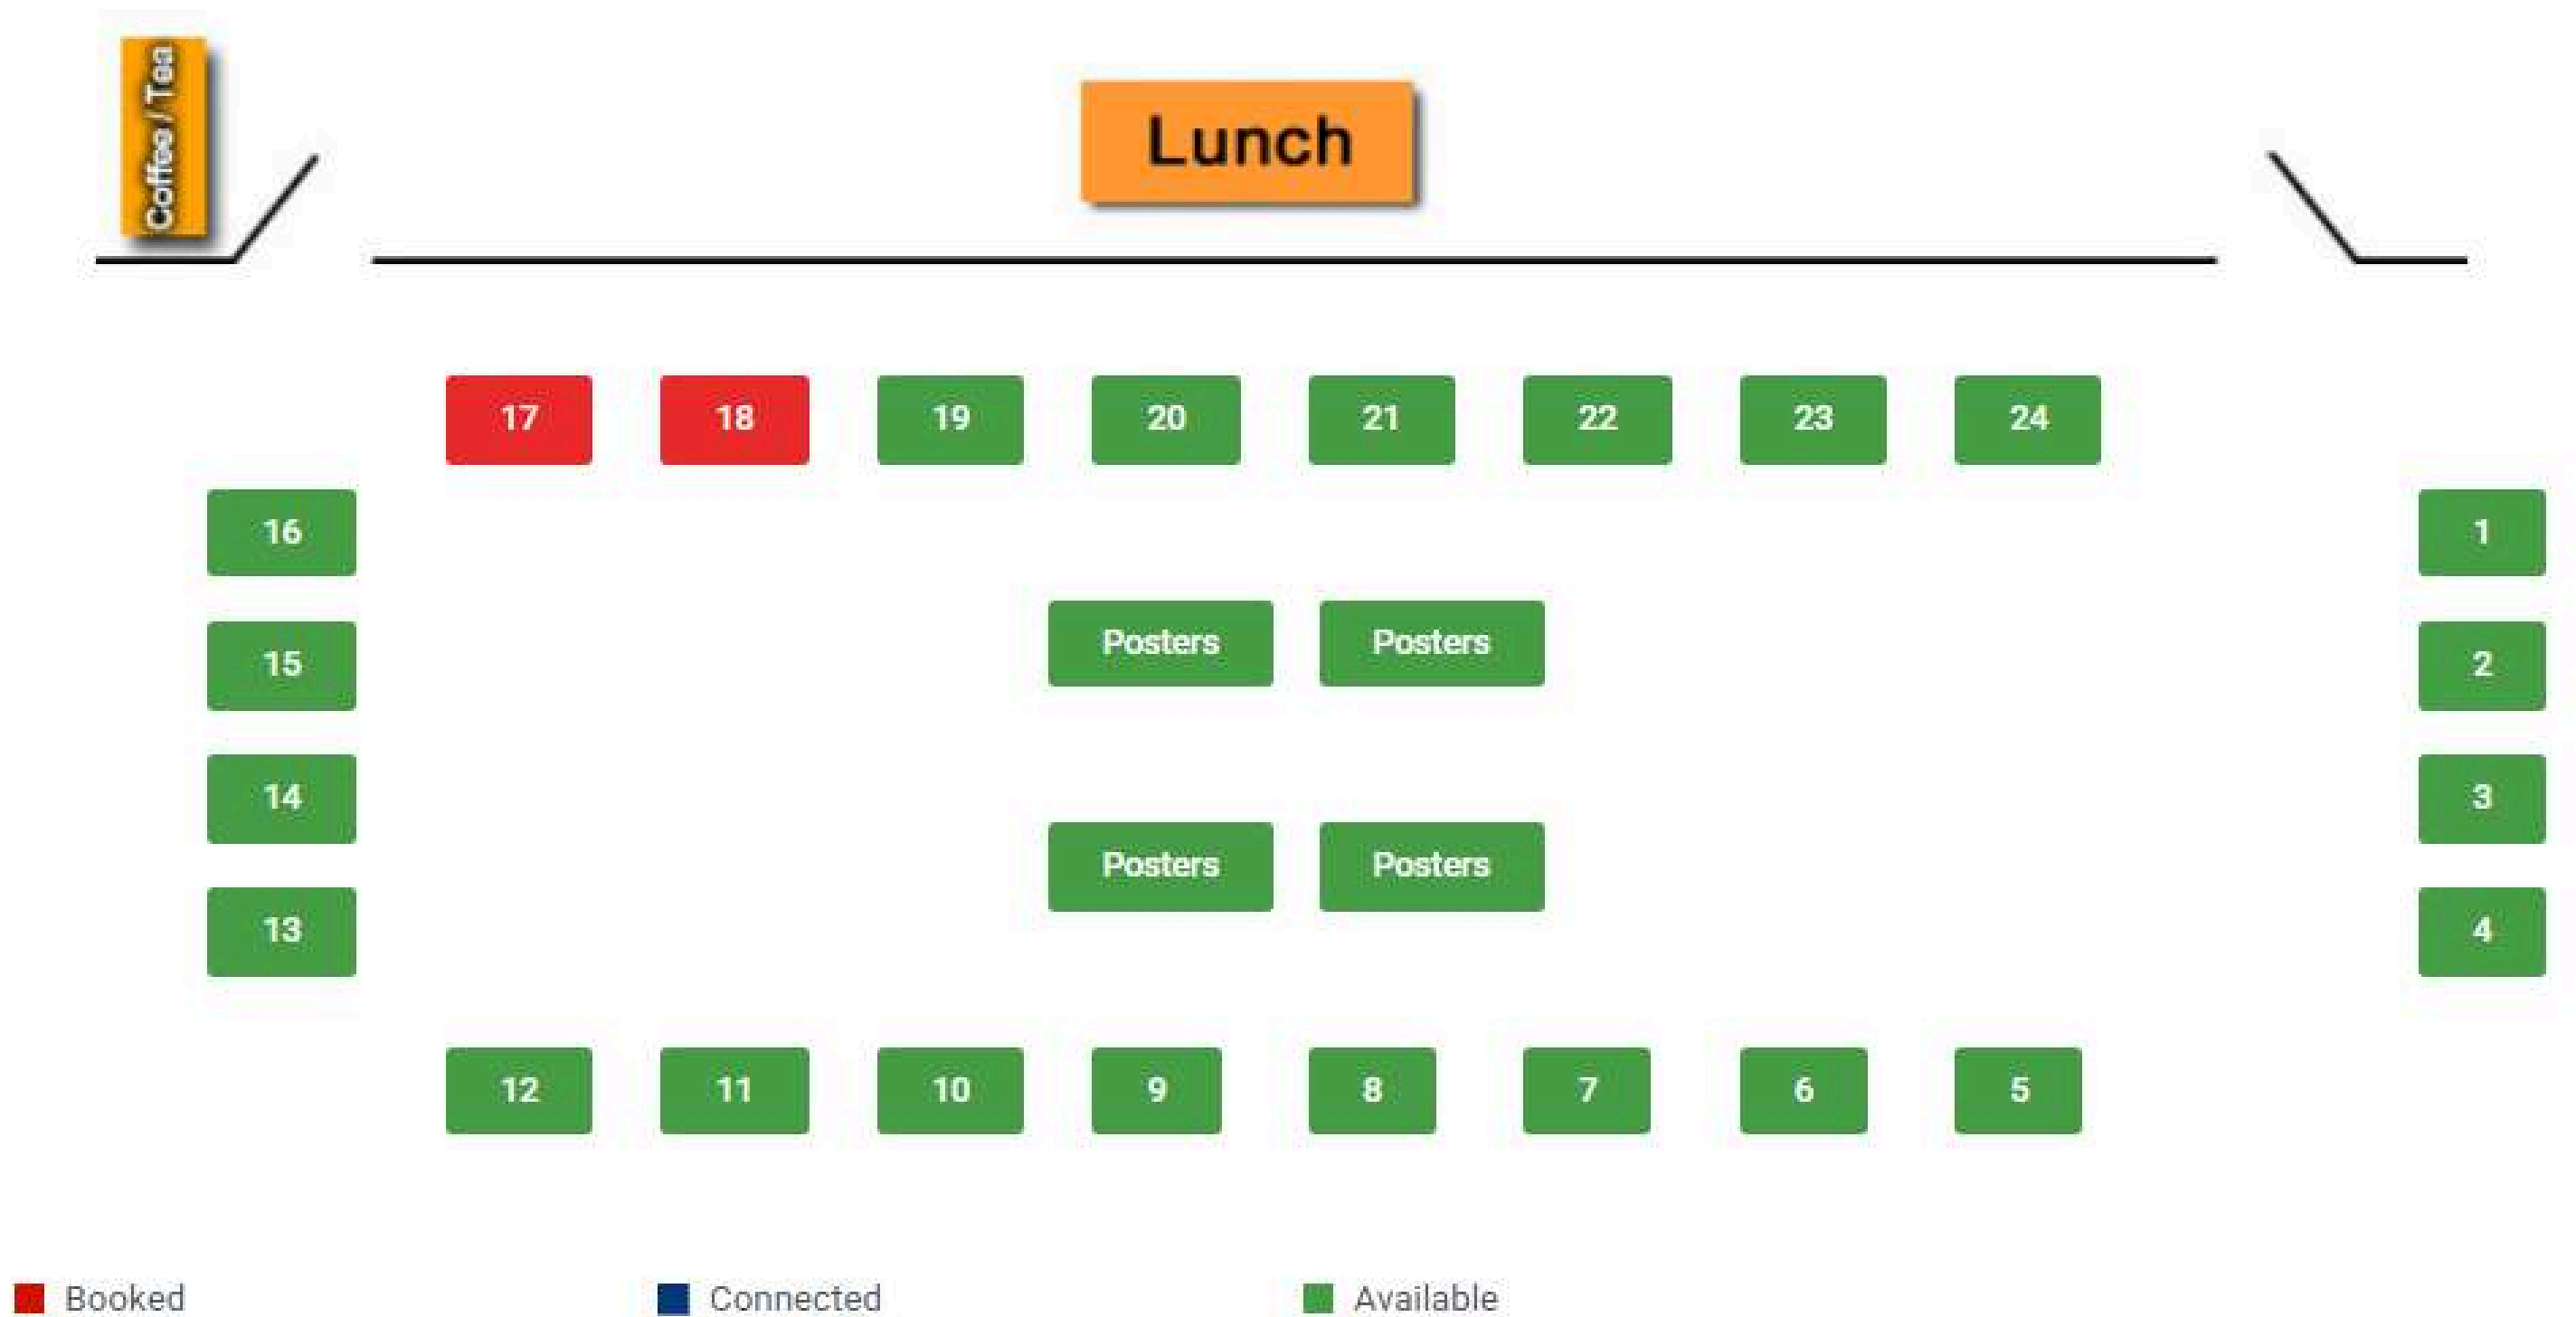 Coffee / Tea
Lunch
17 18 19 20 21 22 23 24
16 1
Posters Posters
15 2
14 3
Posters Posters
13 4
12 11 10 9 8 7 6 5
Booked Connected Available